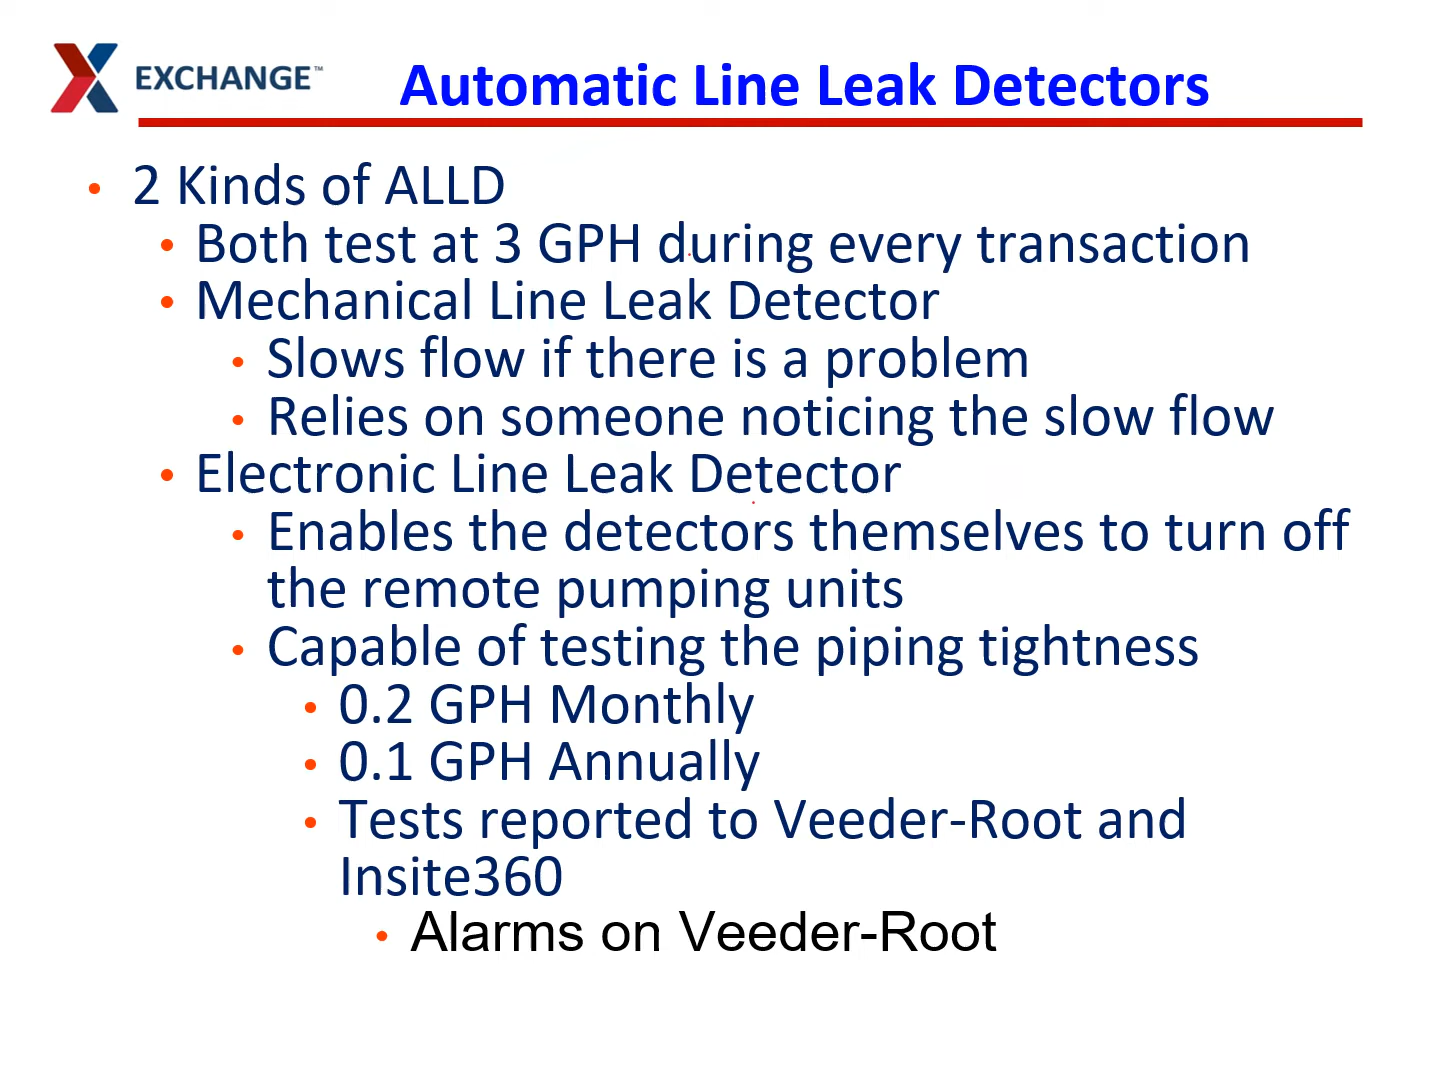 EXCHANGE™
Automatic Line Leak Detectors
• 2 Kinds of ALLD
• Both test at 3 GPH during every transaction
• Mechanical Line Leak Detector
• Slows flow if there is a problem
• Relies on someone noticing the slow flow
• Electronic Line Leak Detector
• Enables the detectors themselves to turn off
the remote pumping units
• Capable of testing the piping tightness
• 0.2 GPH Monthly
• 0.1 GPH Annually
• Tests reported to Veeder-Root and
Insite360
• Alarms on Veeder-Root